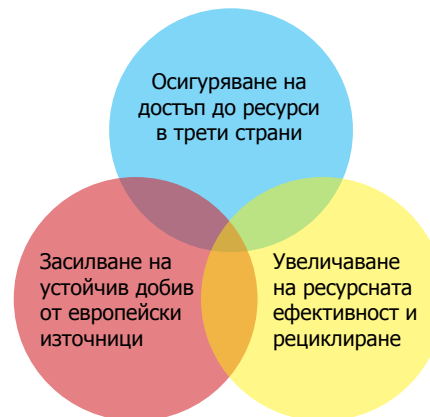 Осигуряване на
достъп до ресурси
в трети страни
Засилване на
устойчив добив
от европейски
източници
Увеличаване
на ресурсната
ефективност и
рециклиране